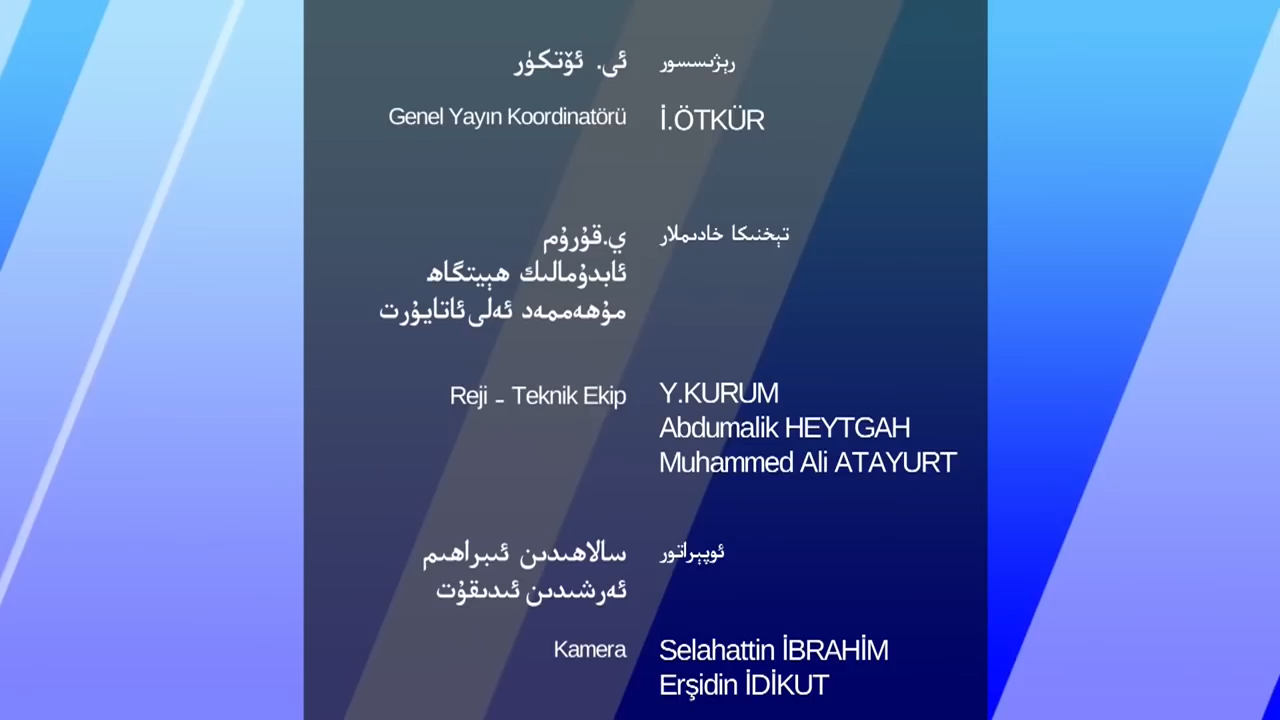 رېژىسسور ئى. ئۆتكۈر
Genel Yayın Koordinatörü İ.ÖTKÜR
تېخنىكا خادىملار ي.قۇرۇم
ئابدۇمالىك ھېيتگاھ
مۇھەممەد ئەلى ئاتايۇرت
Reji - Teknik Ekip Y.KURUM
Abdumalik HEYTGAH
Muhammed Ali ATAYURT
ئوپېراتور سالاھىدىن ئىبراھىم
ئەرشىدىن ئىدىقۇت
Kamera Selahattin İBRAHİM
Erşidin İDİKUT